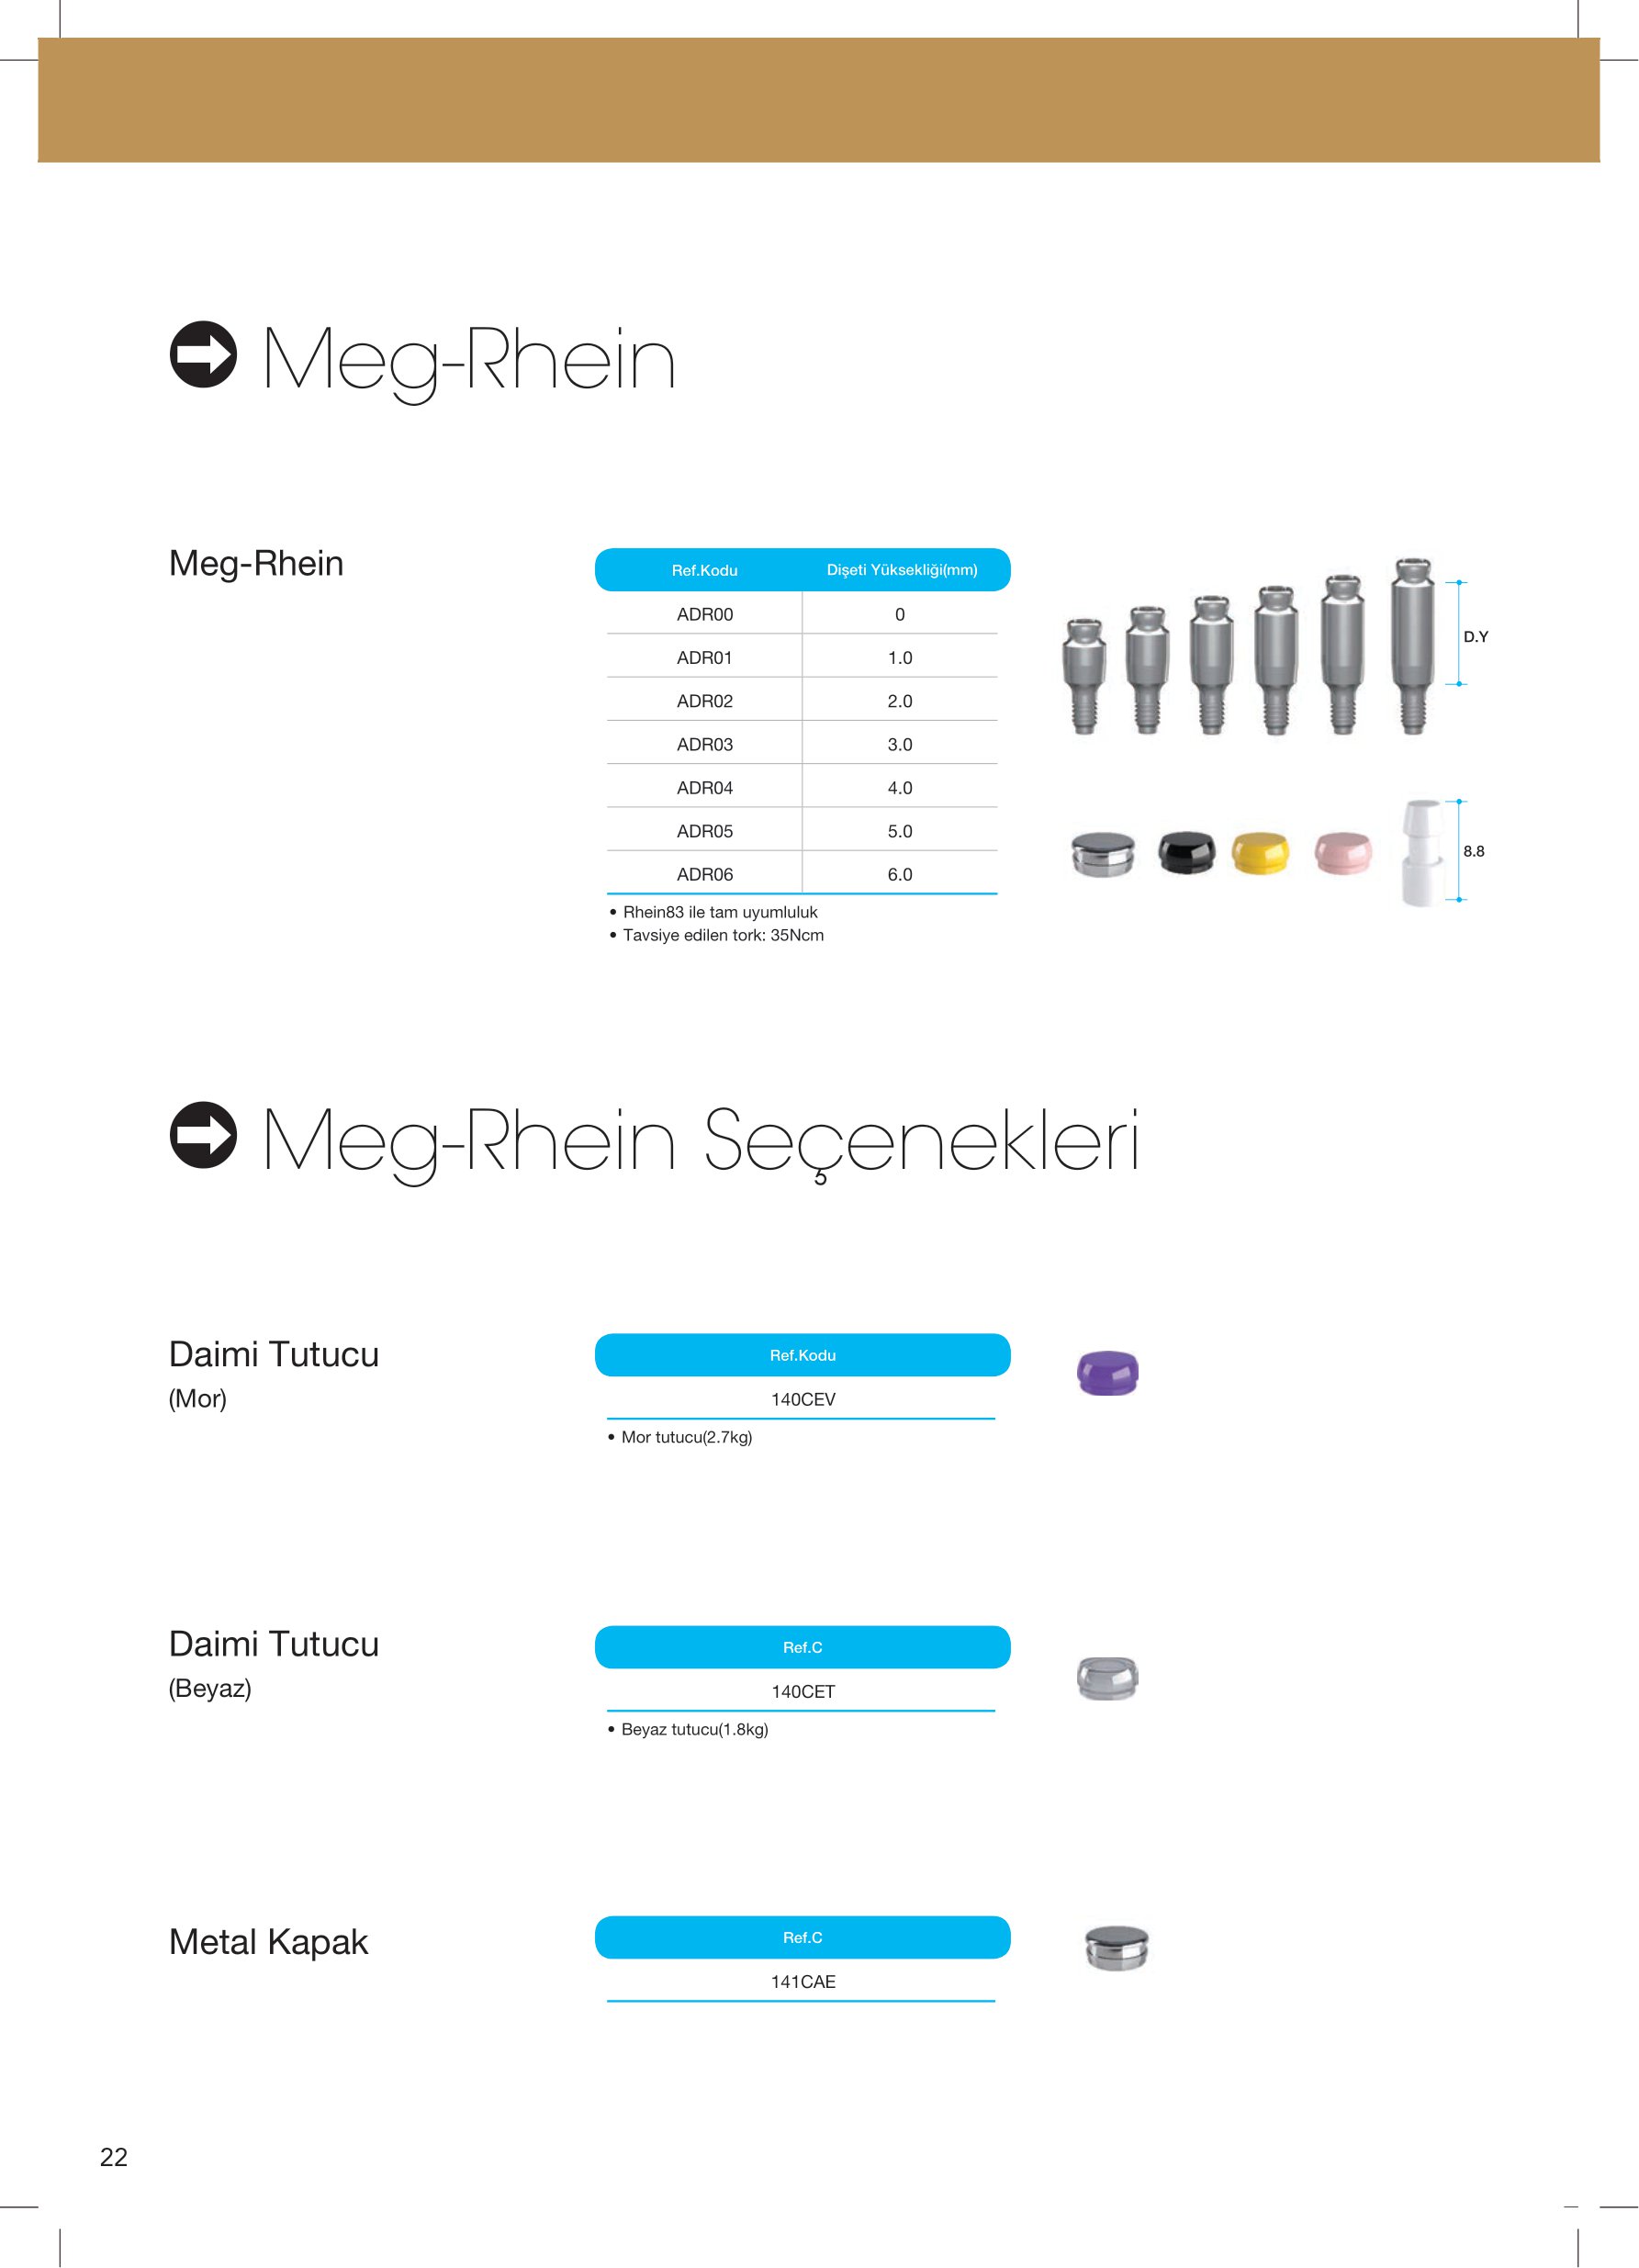 Meg-Rhein
Meg-Rhein
Ref.Kodu Dişeti Yüksekliği(mm)
ADR00 0
ADR01 1.0
ADR02 2.0
ADR03 3.0
ADR04 4.0
ADR05 5.0
ADR06 6.0
• Rhein83 ile tam uyumluluk
• Tavsiye edilen tork: 35Ncm
D.Y
8.8
Meg-Rhein Seçenekleri
Daimi Tutucu
(Mor)
Ref.Kodu
140CEV
• Mor tutucu(2.7kg)
Daimi Tutucu
(Beyaz)
Ref.C
140CET
• Beyaz tutucu(1.8kg)
Metal Kapak
Ref.C
141CAE
22